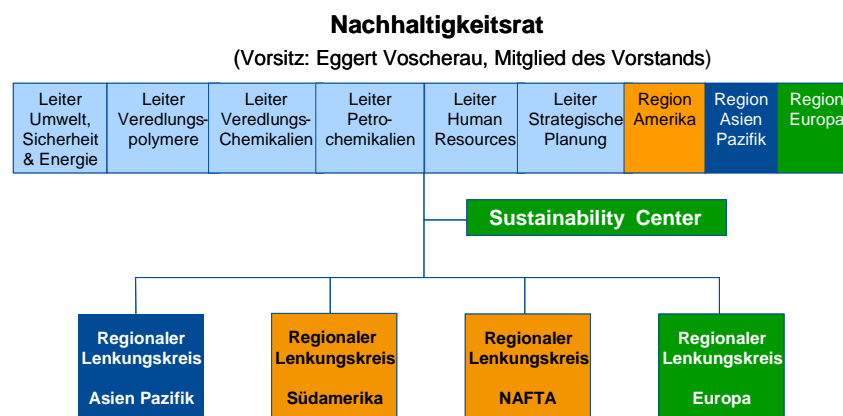 Nachhaltigkeitsrat
(Vorsitz: Eggert Voscherau, Mitglied des Vorstands)
Leiter
Umwelt,
Sicherheit
& Energie
Leiter
Veredlungs-
polymere
Leiter
Veredlungs-
Chemikalien
Leiter
Petro-
chemikalien
Leiter
Human
Resources
Leiter
Strategische
Planung
Region
Amerika
Region
Asien
Pazifik
Region
Europa
Sustainability Center
Regionaler
Lenkungskreis
Asien Pazifik
Regionaler
Lenkungskreis
Südamerika
Regionaler
Lenkungskreis
NAFTA
Regionaler
Lenkungskreis
Europa